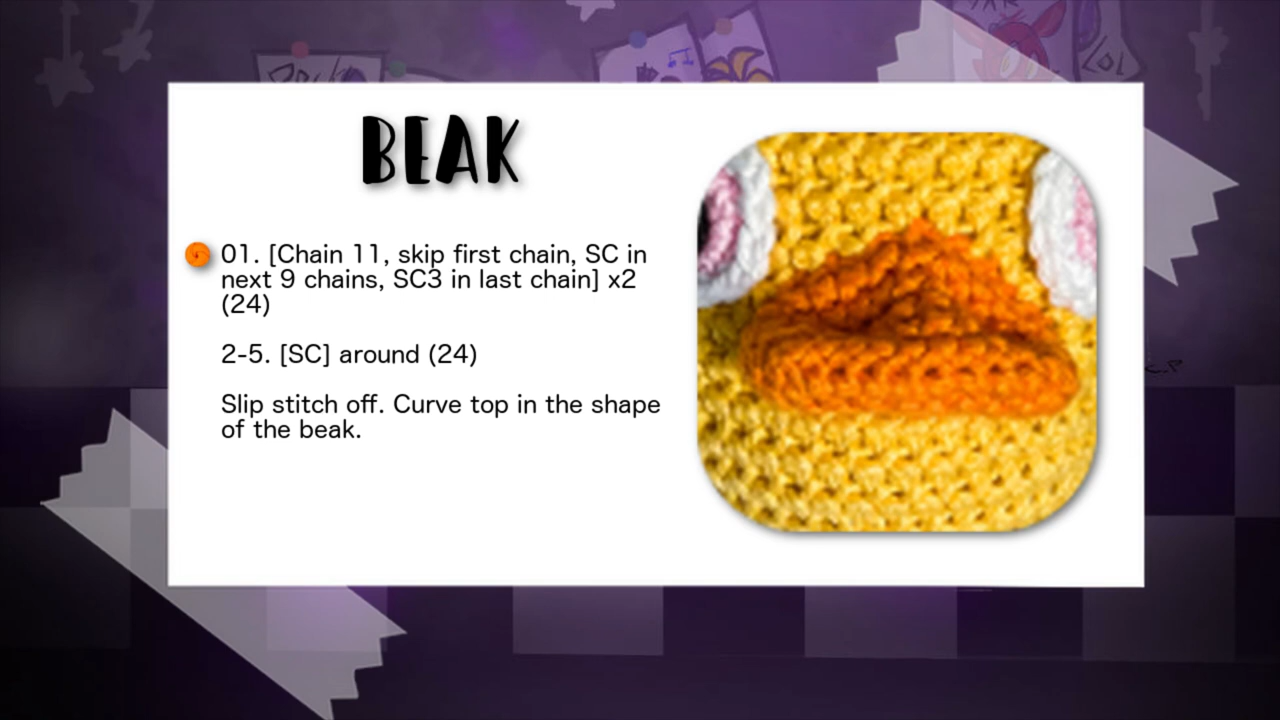 BEAK
01. [Chain 11, skip first chain, SC in
next 9 chains, SC3 in last chain] x2
(24)
2-5. [SC] around (24)
Slip stitch off. Curve top in the shape
of the beak.
LOL